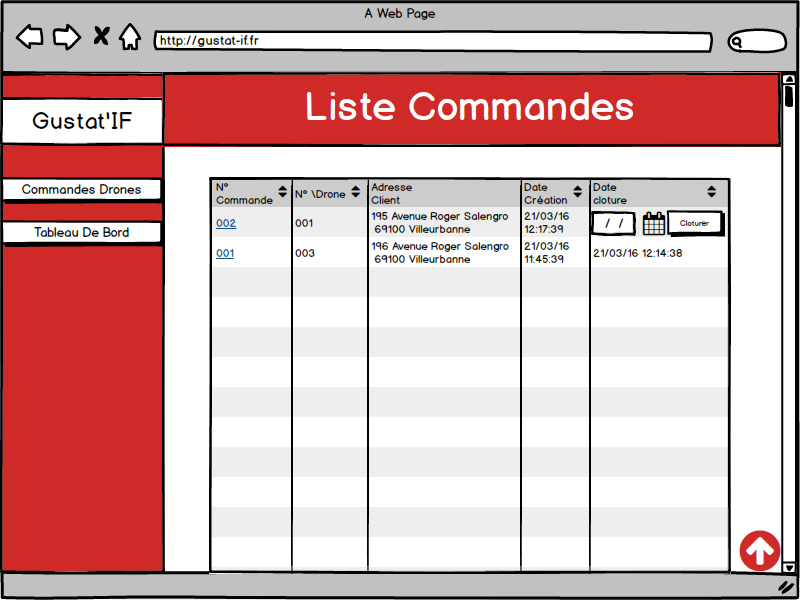 A Web Page
http://gustat-if.fr
Liste Commandes
Gustat'IF
Commandes Drones
Tableau De Bord
N° Commande
N° \Drone
Adresse Client
Date Création
Date cloture
002
001
195 Avenue Roger Salengro
69100 Villeurbanne
21/03/16
12:17:39
/ /
Cloturer
001
003
196 Avenue Roger Salengro
69100 Villeurbanne
21/03/16
11:45:39
21/03/16 12:14:38